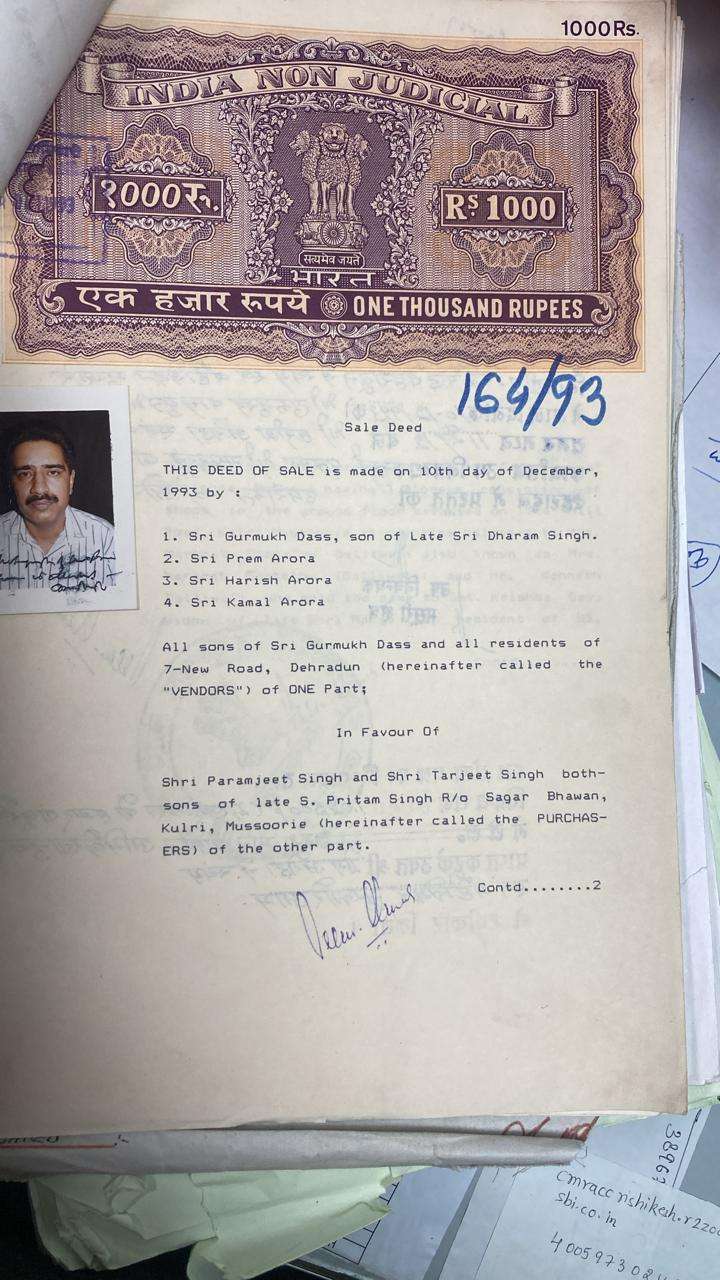 1000Rs.
INDIA NON JUDICIAL
१०००रु.
Rs. 1000
सत्यमेव जयते
भारत
एक हज़ार रुपये ONE THOUSAND RUPEES
164/93
Sale Deed
THIS DEED OF SALE is made on 10th day of December,
1993 by :
1. Sri Gurmukh Dass, son of Late Sri Dharam Singh.
2. Sri Prem Arora
3. Sri Harish Arora
4. Sri Kamal Arora
All sons of Sri Gurmukh Dass and all residents of
7-New Road, Dehradun (hereinafter called the
"VENDORS") of ONE Part;
In Favour Of
Shri Paramjeet Singh and Shri Tarjeet Singh both-
sons of late S. Pritam Singh R/o Sagar Bhawan,
Kulri, Mussoorie (hereinafter called the PURCHAS-
ERS) of the other part.
Contd........2
sbi.co.in